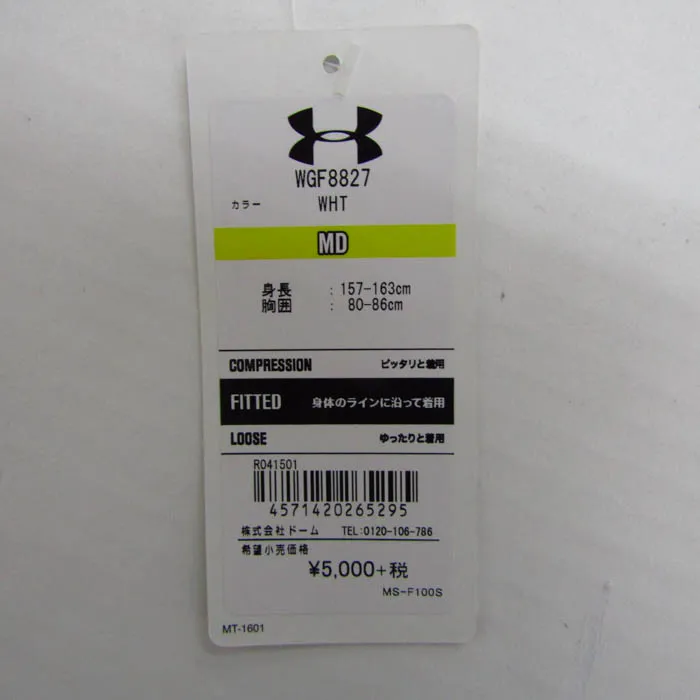 WGF8827
カラー WHT
MD
身長 : 157-163cm
胸囲 : 80-86cm
COMPRESSION ピッタリと着用
FITTED 身体のラインに沿って着用
LOOSE ゆったりと着用
R041501
4571420265295
株式会社ドーム TEL:0120-106-786
希望小売価格
¥5,000+税
MS-F100S
MT-1601